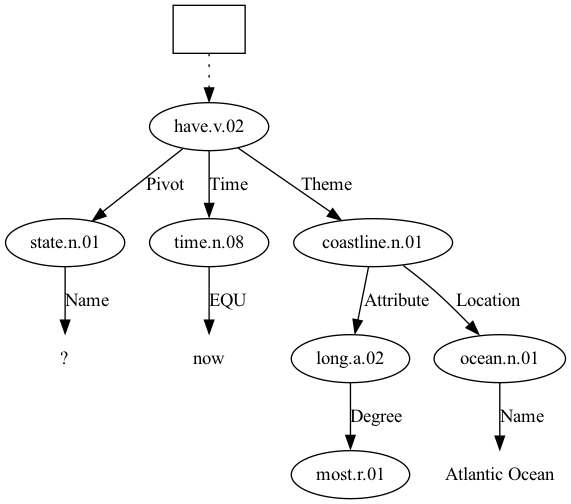 have.v.02
Pivot Time Theme
state.n.01 time.n.08 coastline.n.01
Name EQU Attribute Location
? now long.a.02 ocean.n.01
Degree Name
most.r.01 Atlantic Ocean